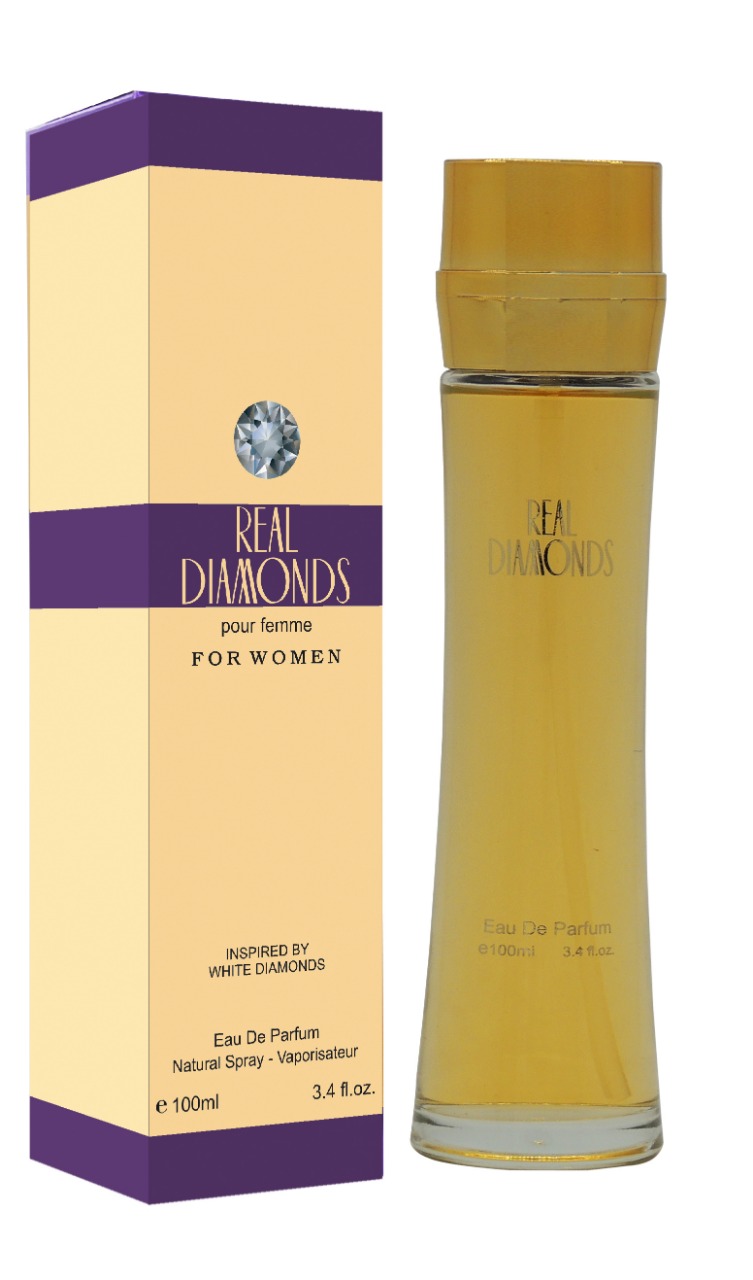 REAL
DIAMONDS
pour femme
FOR WOMEN
INSPIRED BY
WHITE DIAMONDS
Eau De Parfum
Natural Spray - Vaporisateur
e 100ml 3.4 fl.oz.
REAL
DIAMONDS
Eau De Parfum
e100ml 3.4 fl.oz.